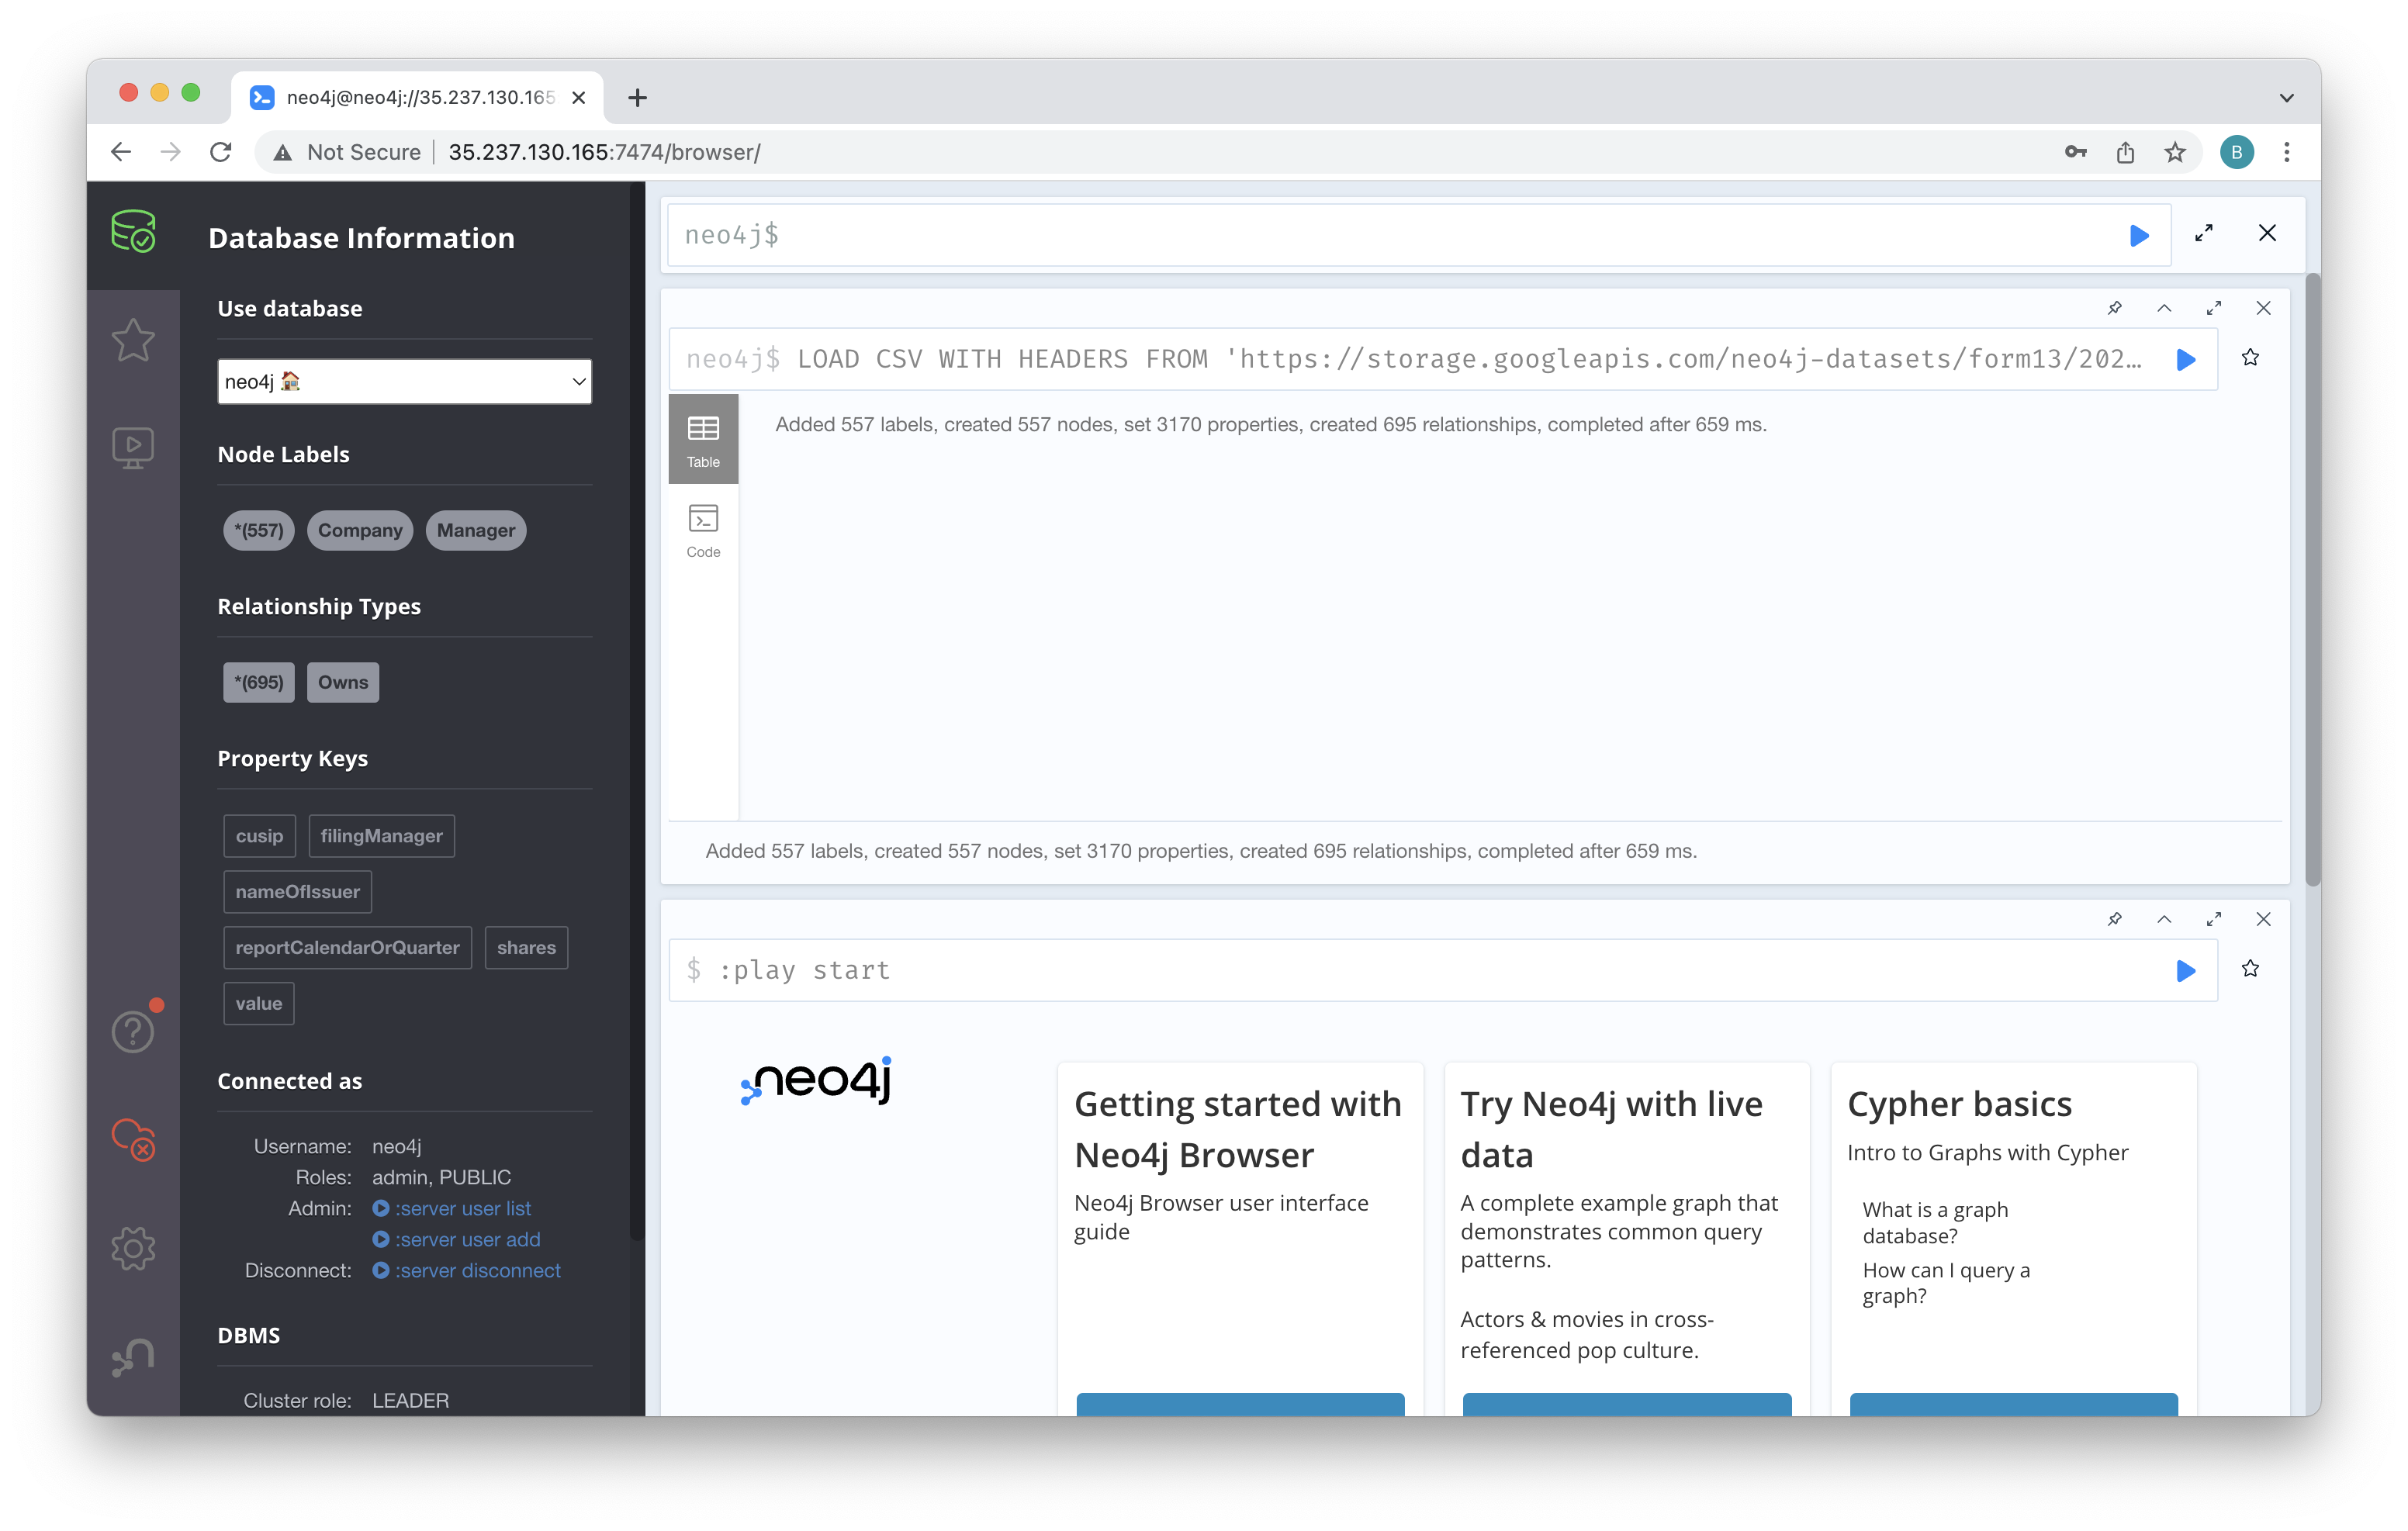 neo4j@neo4j://35.237.130.165
Not Secure
35.237.130.165:7474/browser/
B
Database Information
Use database
neo4j
Node Labels
*(557) Company Manager
Relationship Types
*(695) Owns
Property Keys
cusip filingManager
nameOfIssuer
reportCalendarOrQuarter shares
value
Connected as
Username: neo4j
Roles: admin, PUBLIC
Admin: :server user list
:server user add
Disconnect: :server disconnect
DBMS
Cluster role: LEADER
neo4j$
neo4j$ LOAD CSV WITH HEADERS FROM 'https://storage.googleapis.com/neo4j-datasets/form13/202…
Table
Code
Added 557 labels, created 557 nodes, set 3170 properties, created 695 relationships, completed after 659 ms.
Added 557 labels, created 557 nodes, set 3170 properties, created 695 relationships, completed after 659 ms.
$ :play start
neo4j
Getting started with
Neo4j Browser
Neo4j Browser user interface
guide
Try Neo4j with live
data
A complete example graph that
demonstrates common query
patterns.
Actors & movies in cross-
referenced pop culture.
Cypher basics
Intro to Graphs with Cypher
What is a graph
database?
How can I query a
graph?